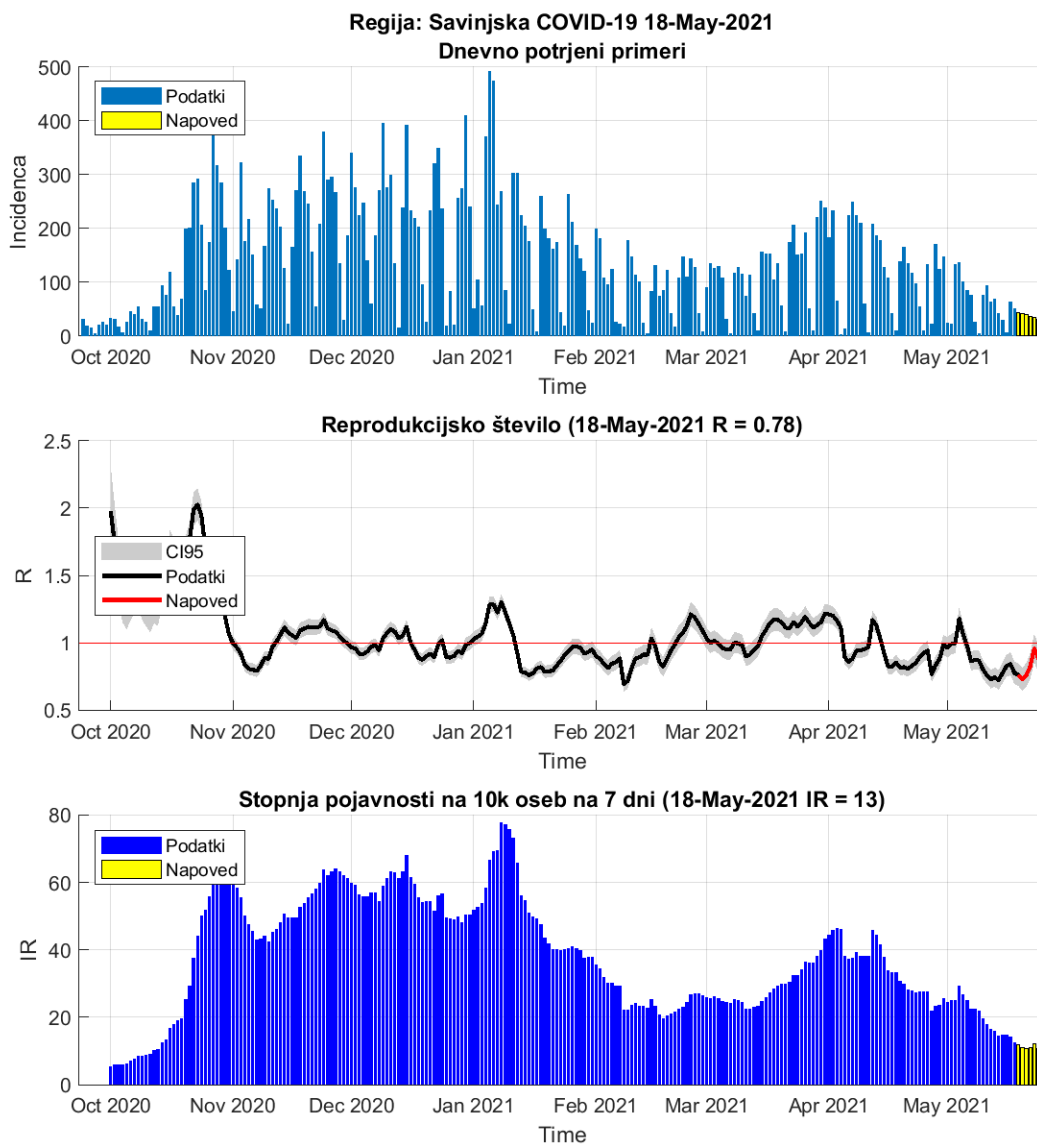 Regija: Savinjska COVID-19 18-May-2021
Dnevno potrjeni primeri
500
400
300
200
100
0
Incidenca
Podatki
Napoved
Oct 2020 Nov 2020 Dec 2020 Jan 2021 Feb 2021 Mar 2021 Apr 2021 May 2021
Time
Reprodukcijsko število (18-May-2021 R = 0.78)
2.5
2
1.5
1
0.5
R
CI95
Podatki
Napoved
Oct 2020 Nov 2020 Dec 2020 Jan 2021 Feb 2021 Mar 2021 Apr 2021 May 2021
Time
Stopnja pojavnosti na 10k oseb na 7 dni (18-May-2021 IR = 13)
80
60
40
20
0
IR
Podatki
Napoved
Oct 2020 Nov 2020 Dec 2020 Jan 2021 Feb 2021 Mar 2021 Apr 2021 May 2021
Time